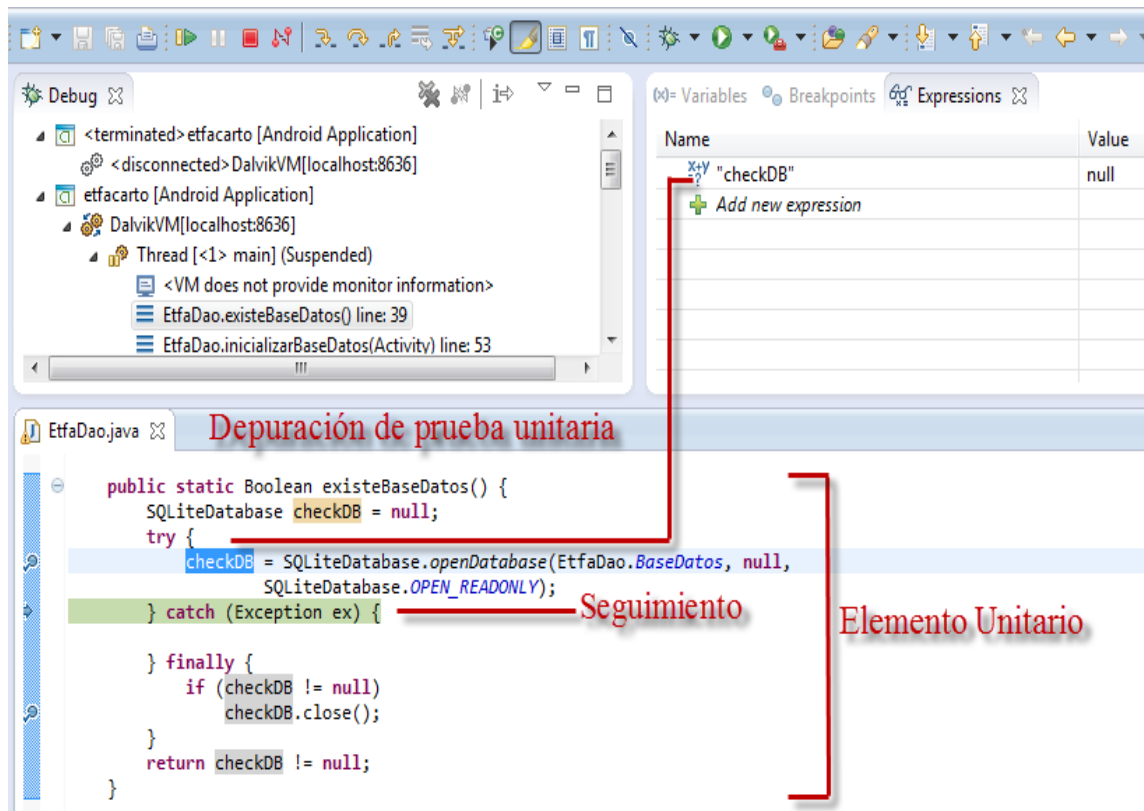 Debug
<terminated> etfacarto [Android Application]
<disconnected> DalvikVM[localhost:8636]
etfacarto [Android Application]
DalvikVM[localhost:8636]
Thread [<1> main] (Suspended)
<VM does not provide monitor information>
EtfaDao.existeBaseDatos() line: 39
EtfaDao.inicializarBaseDatos(Activity) line: 53
(x)= Variables Breakpoints Expressions
Name Value
"checkDB" null
Add new expression
EtfaDao.java
Depuración de prueba unitaria
public static Boolean existeBaseDatos() {
SQLiteDatabase checkDB = null;
try {
checkDB = SQLiteDatabase.openDatabase(EtfaDao.BaseDatos, null,
SQLiteDatabase.OPEN_READONLY);
} catch (Exception ex) {
Seguimiento
Elemento Unitario
} finally {
if (checkDB != null)
checkDB.close();
}
return checkDB != null;
}